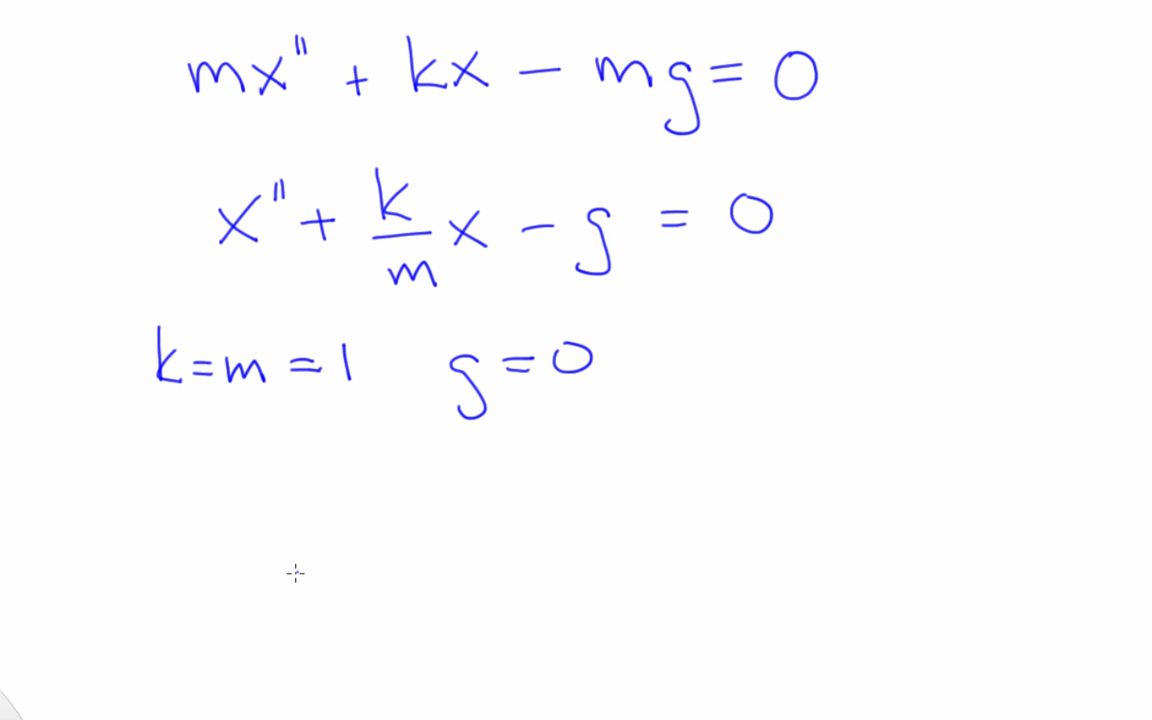 mx" + kx - mg = 0
x" + k/m x - g = 0
k = m = 1 g = 0